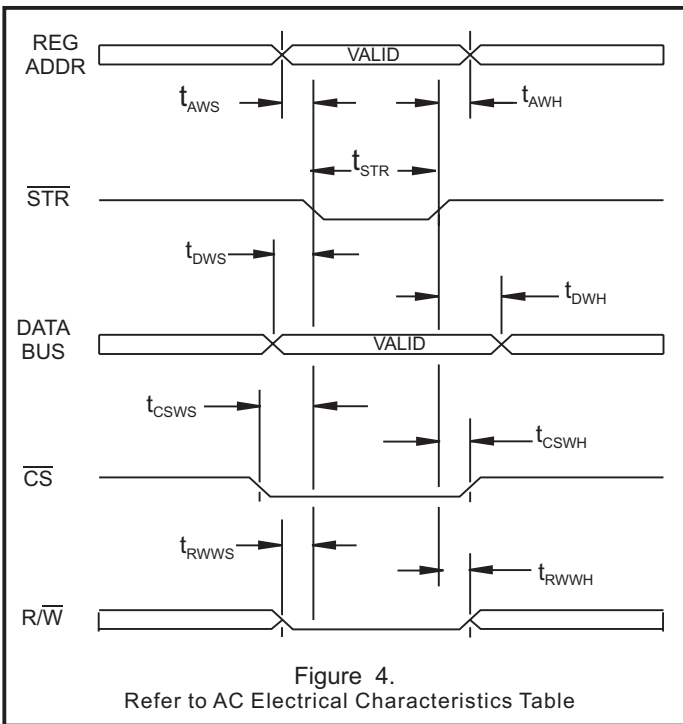 REG
ADDR
VALID
tAWS
tAWH
tSTR
STR
tDWS
tDWH
DATA
BUS
VALID
tCSWS
tCSWH
CS
tRWWS
tRWWH
R/W
Figure 4.
Refer to AC Electrical Characteristics Table